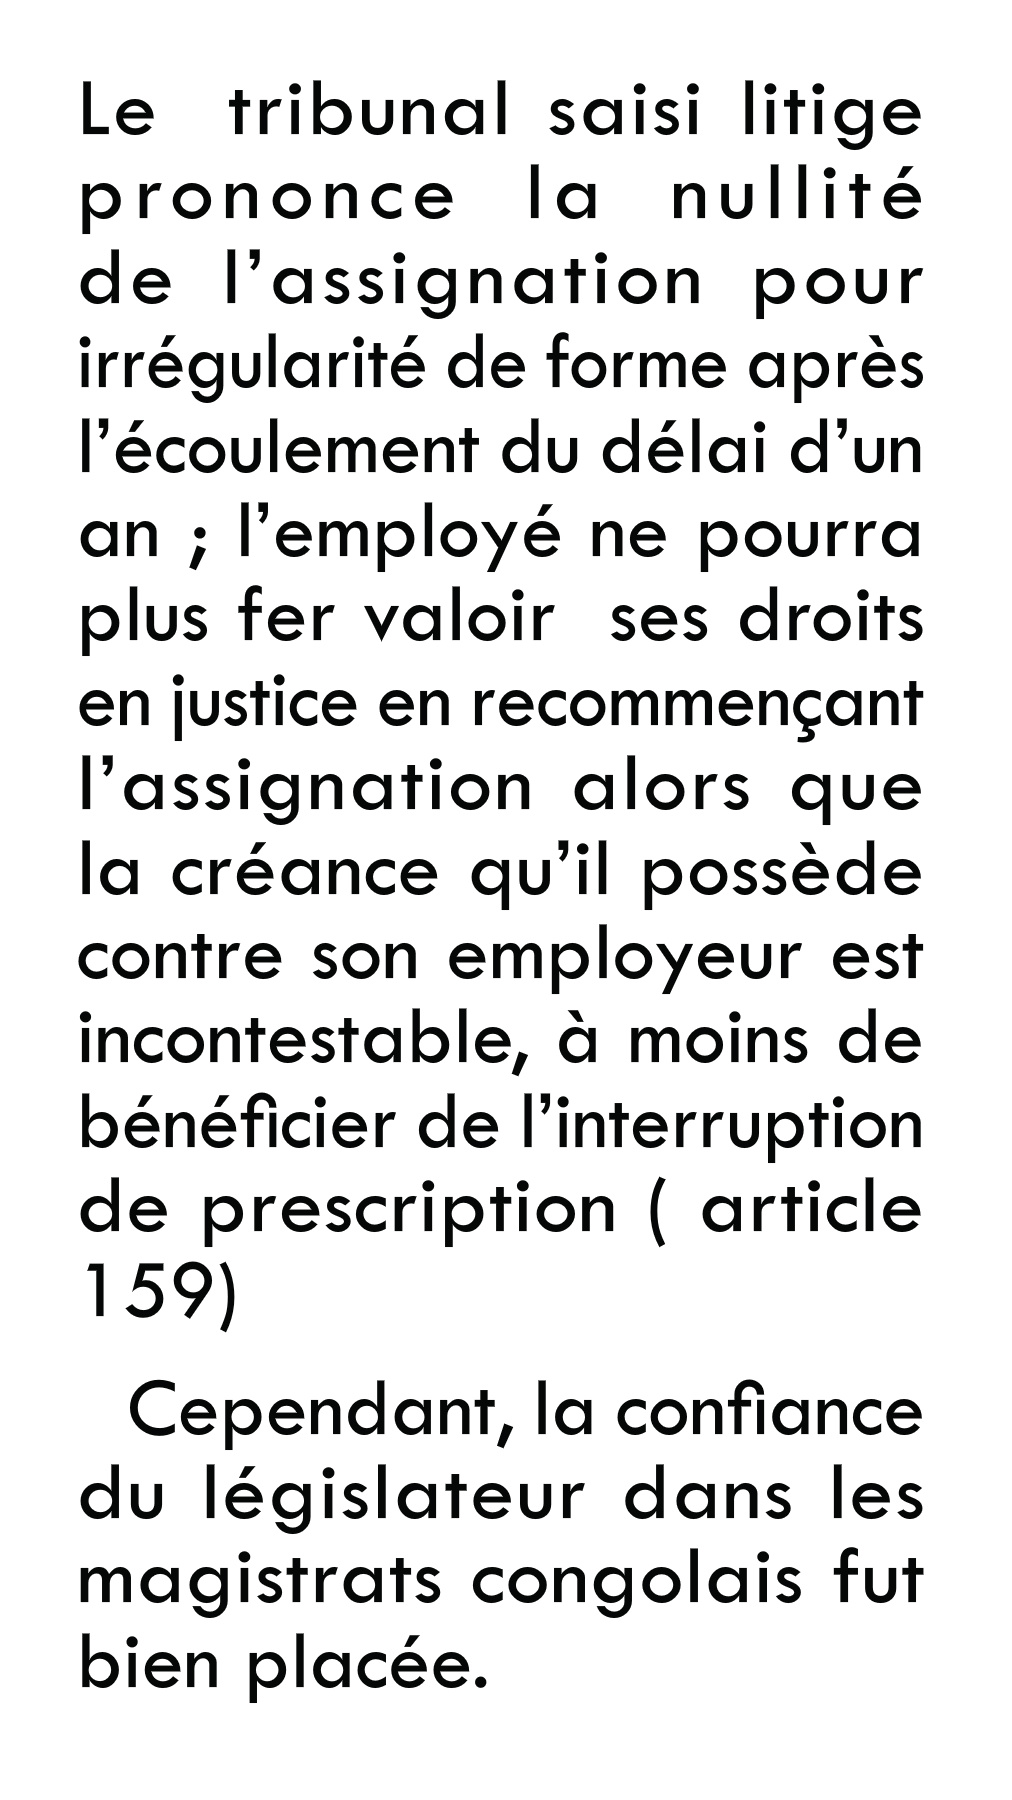 Le tribunal saisi litige
prononce la nullité
de l’assignation pour
irrégularité de forme après
l’écoulement du délai d’un
an ; l’employé ne pourra
plus fer valoir ses droits
en justice en recommençant
l’assignation alors que
la créance qu’il possède
contre son employeur est
incontestable, à moins de
bénéficier de l’interruption
de prescription ( article
159)
Cependant, la confiance
du législateur dans les
magistrats congolais fut
bien placée.